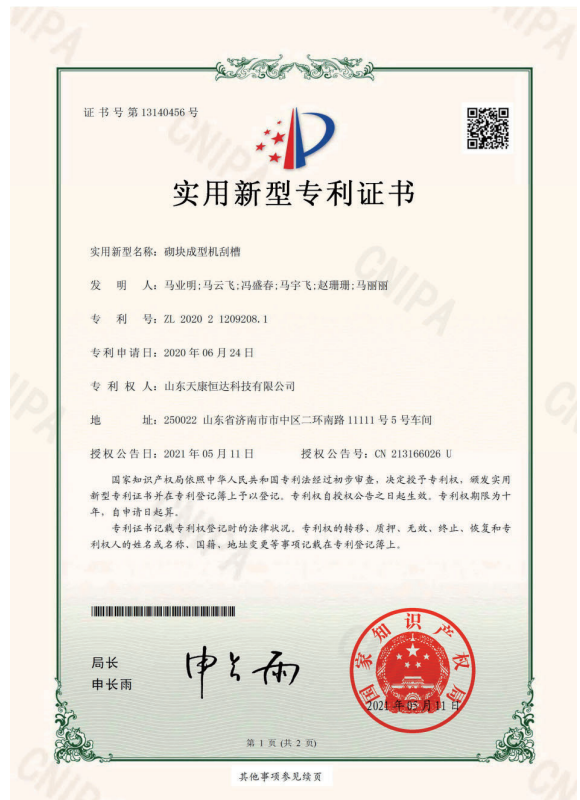 证书号第13140456号
实用新型专利证书
实用新型名称：砌块成型机刮槽
发明人：马业明;马云飞;冯盛春;马宇飞;赵珊珊;马丽丽
专利号：ZL 2020 2 1209208.1
专利申请日：2020年06月24日
专利权人：山东天康恒达科技有限公司
地址：250022 山东省济南市市中区二环南路11111号5号车间
授权公告日：2021年05月11日 授权公告号：CN 213166026 U
国家知识产权局依照中华人民共和国专利法经过初步审查，决定授予专利权，颁发实用
新型专利证书并在专利登记簿上予以登记。专利权自授权公告之日起生效。专利权期限为十
年，自申请日起算。
专利证书记载专利权登记时的法律状况。专利权的转移、质押、无效、终止、恢复和专
利权人的姓名或名称、国籍、地址变更等事项记载在专利登记簿上。
局长
申长雨
申长雨
国家知识产权局
2021年05月11日
第 1 页 (共 2 页)
其他事项参见续页
CNIPA
CNIPA
CNIPA
CNIPA